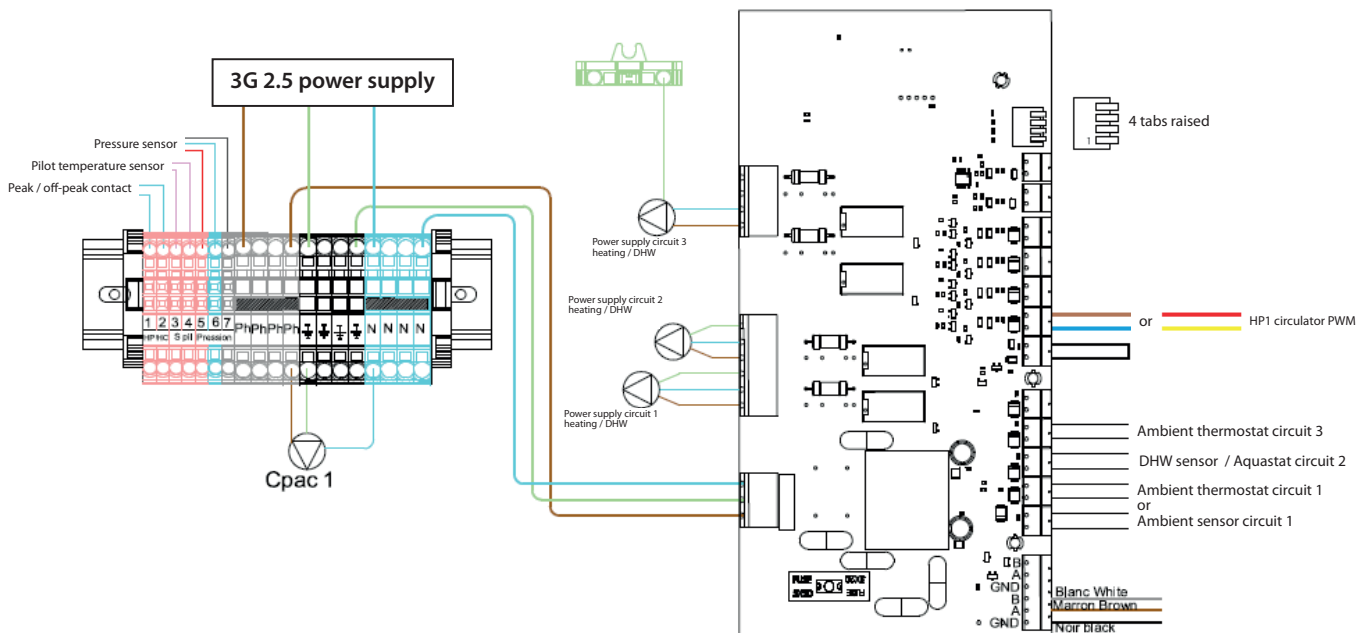 3G 2.5 power supply
Pressure sensor
Pilot temperature sensor
Peak / off-peak contact
1 2 3 4 5 6 7 Ph Ph Ph Ph N N N N
HP HC S pil Pression
Cpac 1
Power supply circuit 3
heating / DHW
Power supply circuit 2
heating / DHW
Power supply circuit 1
heating / DHW
1
4 tabs raised
or
HP1 circulator PWM
Ambient thermostat circuit 3
DHW sensor / Aquastat circuit 2
Ambient thermostat circuit 1
or
Ambient sensor circuit 1
B
A
GND
B
A
GND
Blanc White
Marron Brown
Noir black
FUSE